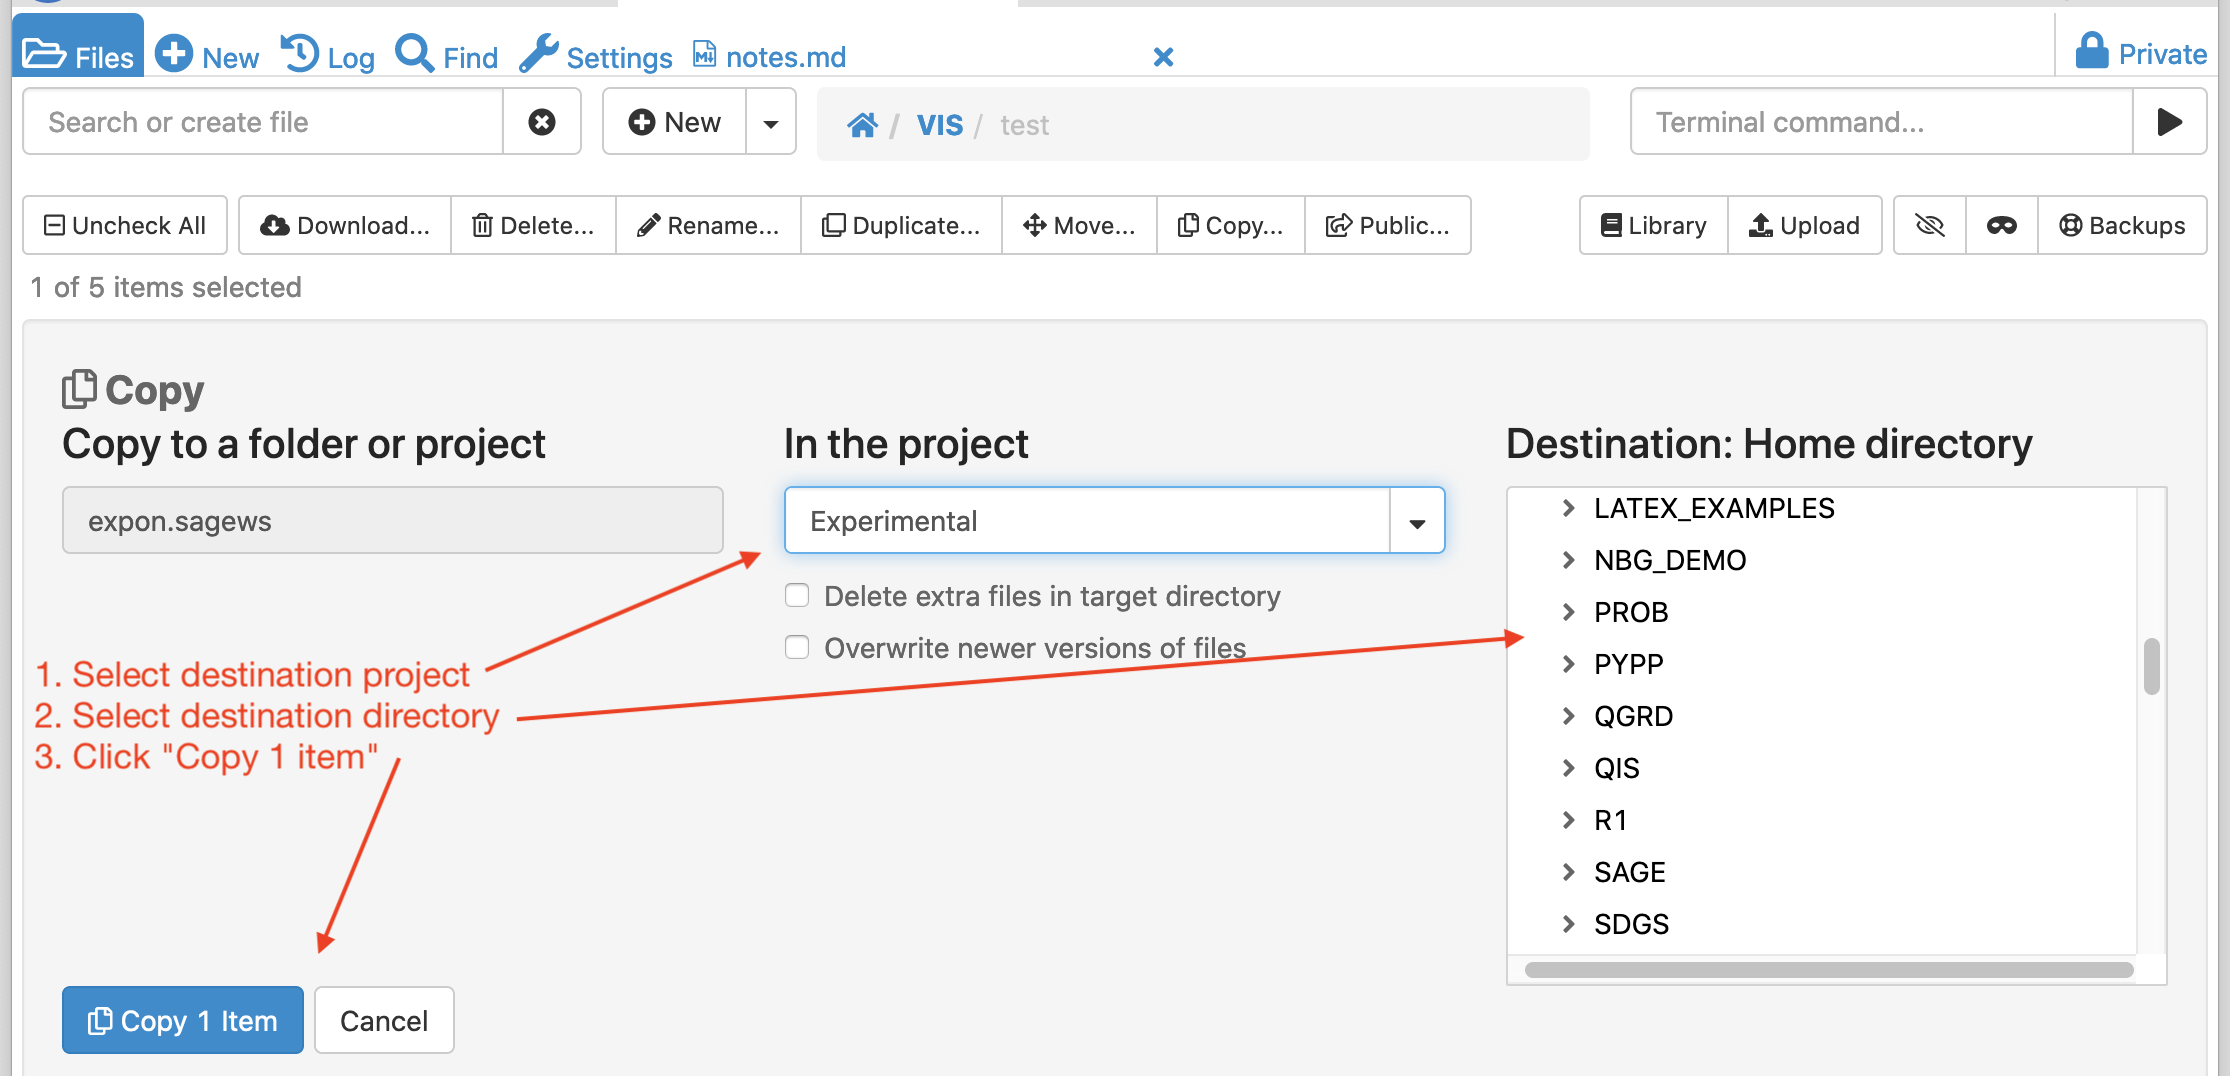 Files New Log Find Settings notes.md Private
Search or create file New / VIS / test Terminal command...
Uncheck All Download... Delete... Rename... Duplicate... Move... Copy... Public... Library Upload Backups
1 of 5 items selected
Copy
Copy to a folder or project
expon.sagews
In the project
Experimental
Delete extra files in target directory
Overwrite newer versions of files
Destination: Home directory
LATEX_EXAMPLES
NBG_DEMO
PROB
PYPP
QGRD
QIS
R1
SAGE
SDGS
1. Select destination project
2. Select destination directory
3. Click "Copy 1 item"
Copy 1 Item Cancel